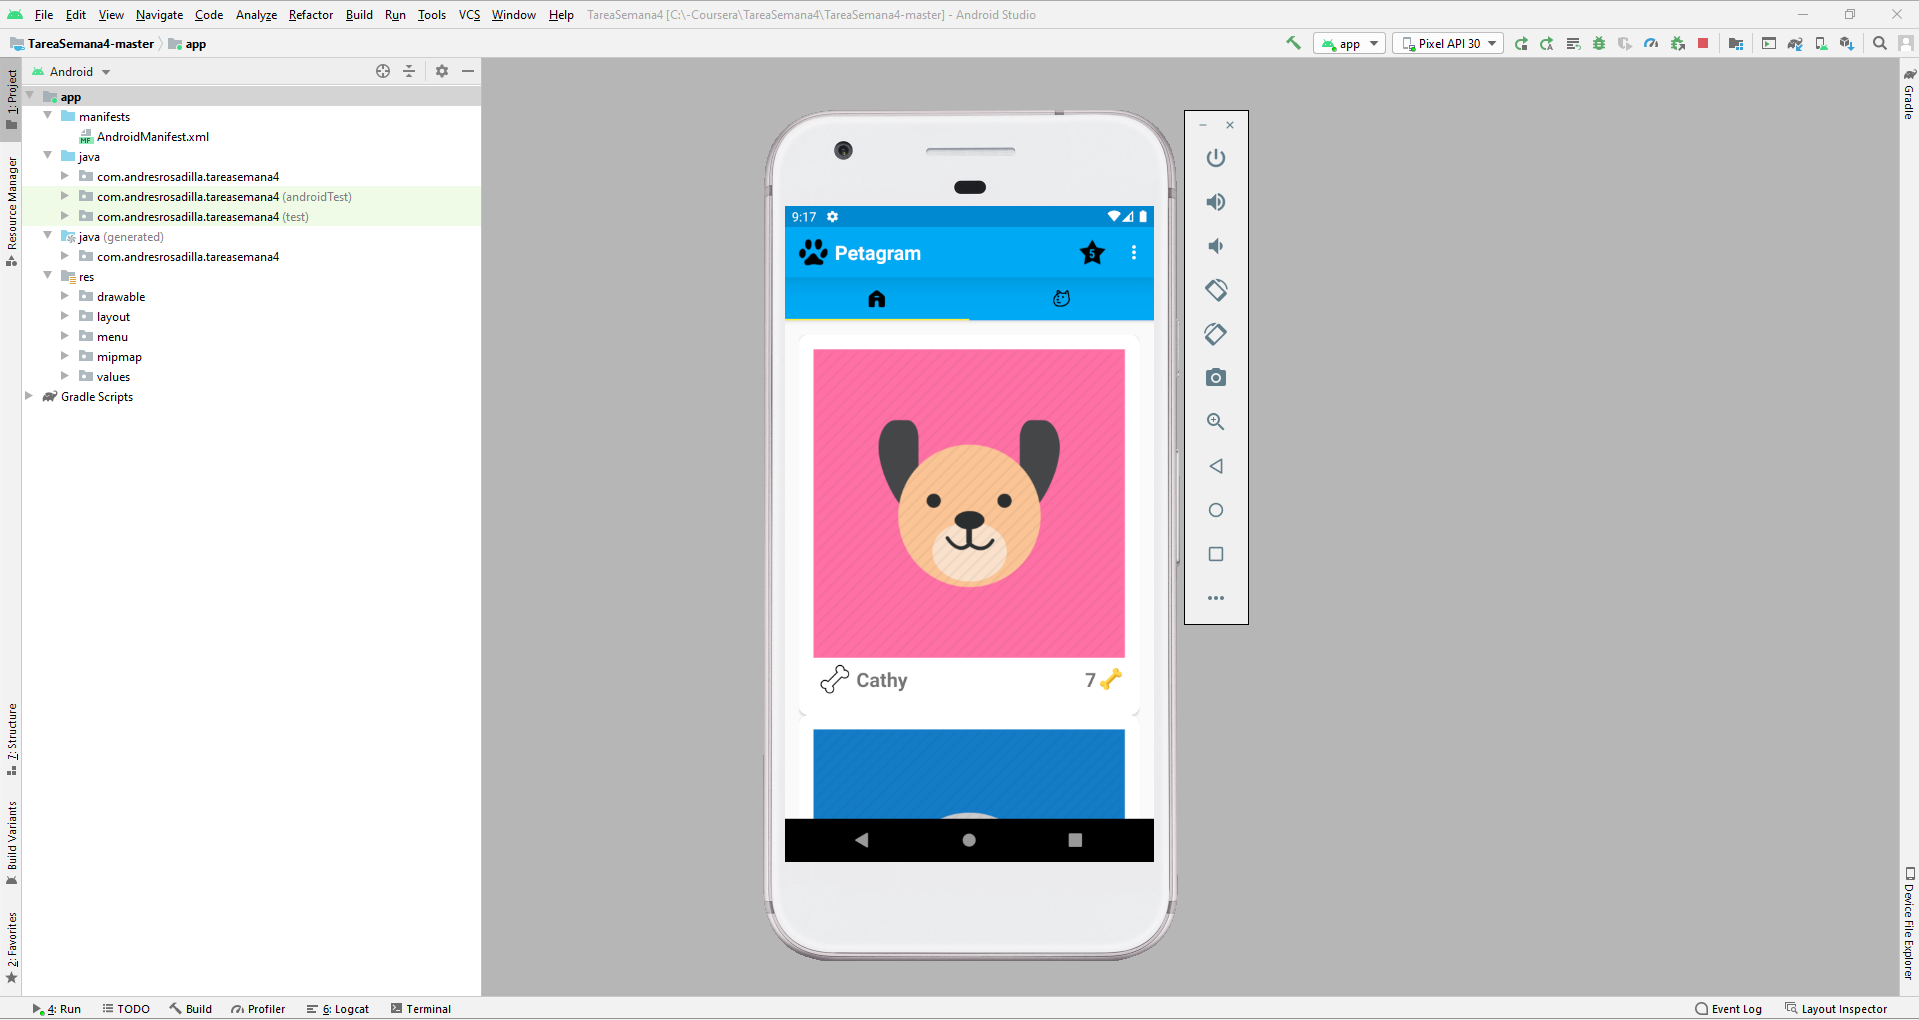 File Edit View Navigate Code Analyze Refactor Build Run Tools VCS Window Help TareaSemana4 [C:\-Coursera\TareaSemana4\TareaSemana4-master] - Android Studio
TareaSemana4-master app
app Pixel API 30
Android
app
manifests
AndroidManifest.xml
java
com.andresrosadilla.tareasemana4
com.andresrosadilla.tareasemana4 (androidTest)
com.andresrosadilla.tareasemana4 (test)
java (generated)
com.andresrosadilla.tareasemana4
res
drawable
layout
menu
mipmap
values
Gradle Scripts
1: Project
Resource Manager
7: Structure
Build Variants
2: Favorites
9:17
Petagram 5
Cathy 7
Gradle
Device File Explorer
4: Run TODO Build Profiler 6: Logcat Terminal
Event Log Layout Inspector